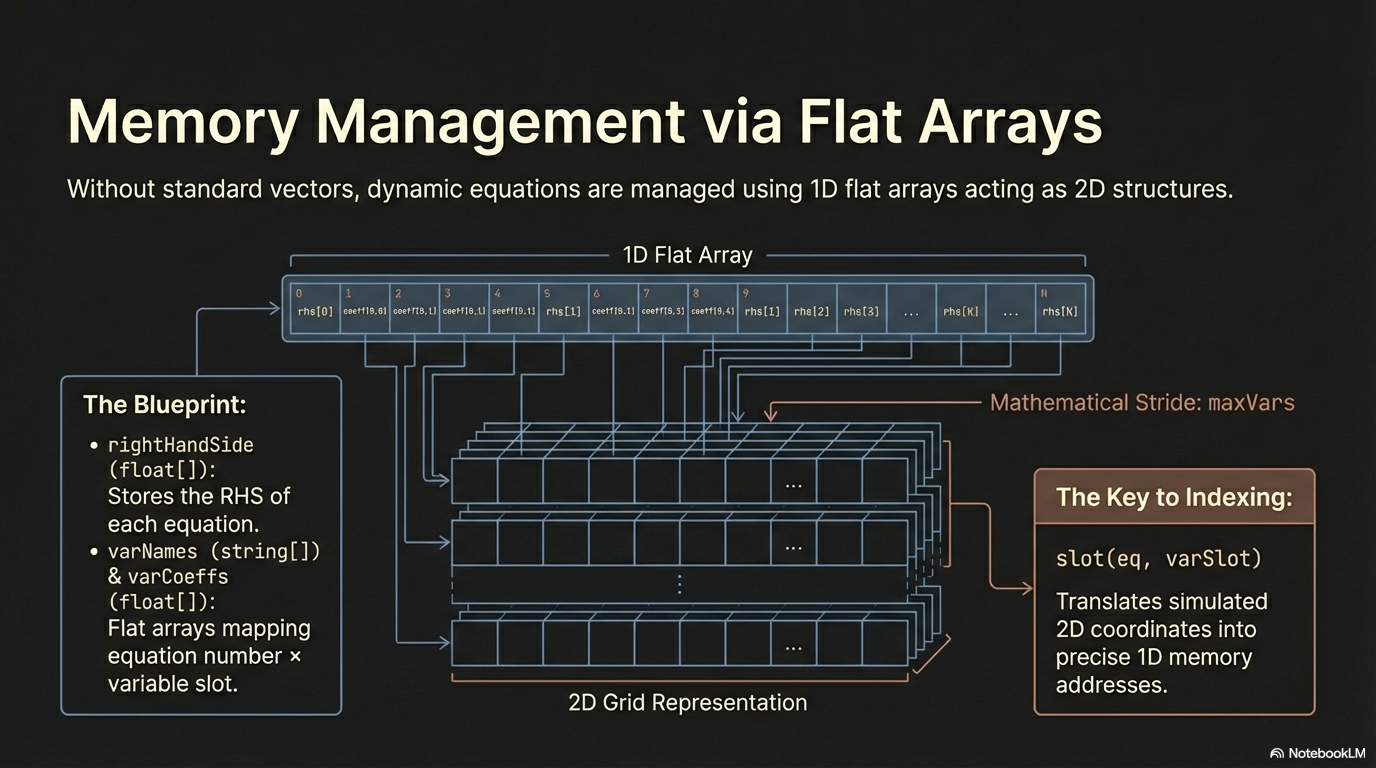 Memory Management via Flat Arrays
Without standard vectors, dynamic equations are managed using 1D flat arrays acting as 2D structures.
1D Flat Array
0 1 2 3 4 5 6 7 8 9 N
rhs[0] rhs[1] rhs[1] rhs[2] rhs[3] ... rhs[K] ... rhs[N]
The Blueprint:
• rightHandSide
(float[]):
Stores the RHS of
each equation.
• varNames (string[])
& varCoeffs
(float[]):
Flat arrays mapping
equation number ×
variable slot.
Mathematical Stride: maxVars
...
...
⋮
...
2D Grid Representation
The Key to Indexing:
slot(eq, varSlot)
Translates simulated
2D coordinates into
precise 1D memory
addresses.
NotebookLM